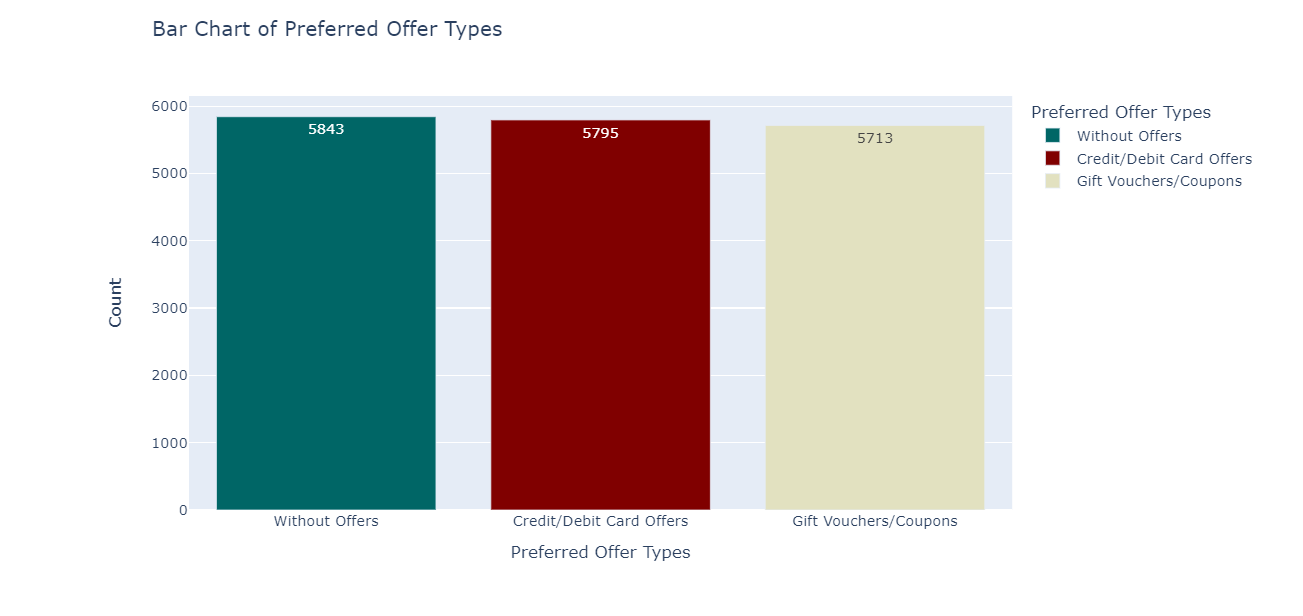 Bar Chart of Preferred Offer Types
6000
5000
4000
3000
2000
1000
0
Count
5843
5795
5713
Without Offers
Credit/Debit Card Offers
Gift Vouchers/Coupons
Preferred Offer Types
Preferred Offer Types
Without Offers
Credit/Debit Card Offers
Gift Vouchers/Coupons